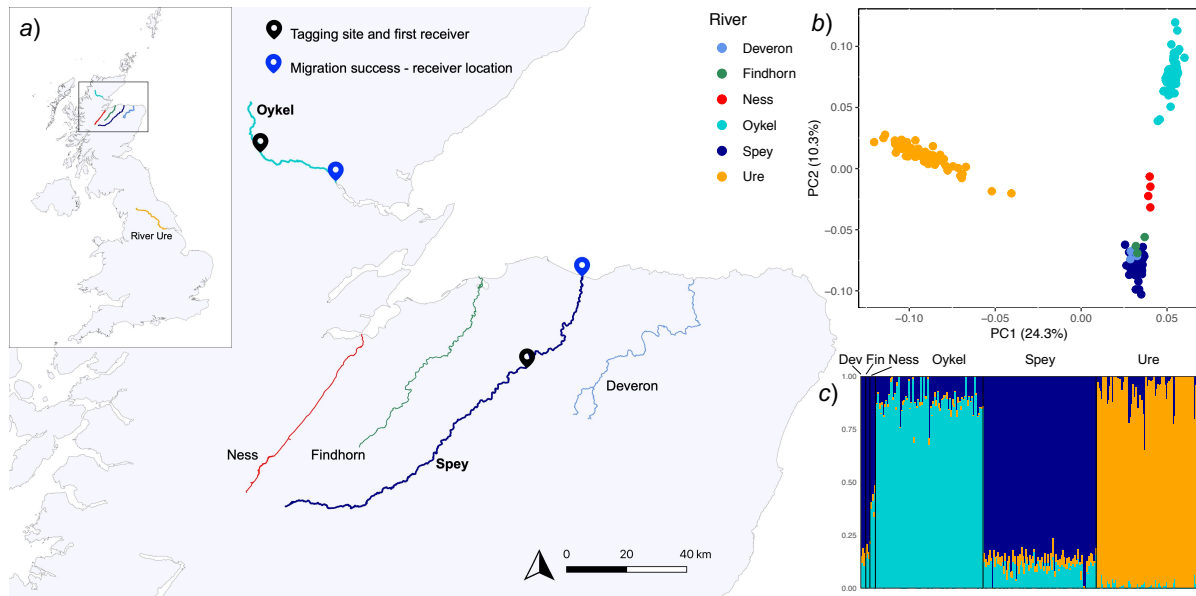 a)
River Ure
Tagging site and first receiver
Migration success - receiver location
Oykel
Ness
Findhorn
Spey
Deveron
0 20 40 km
River
Deveron
Findhorn
Ness
Oykel
Spey
Ure
b)
PC2 (10.3%)
0.10
0.05
0.00
−0.05
−0.10
−0.10 −0.05 0.00 0.05
PC1 (24.3%)
c)
Dev Fin Ness Oykel Spey Ure
1.00
0.75
0.50
0.25
0.00